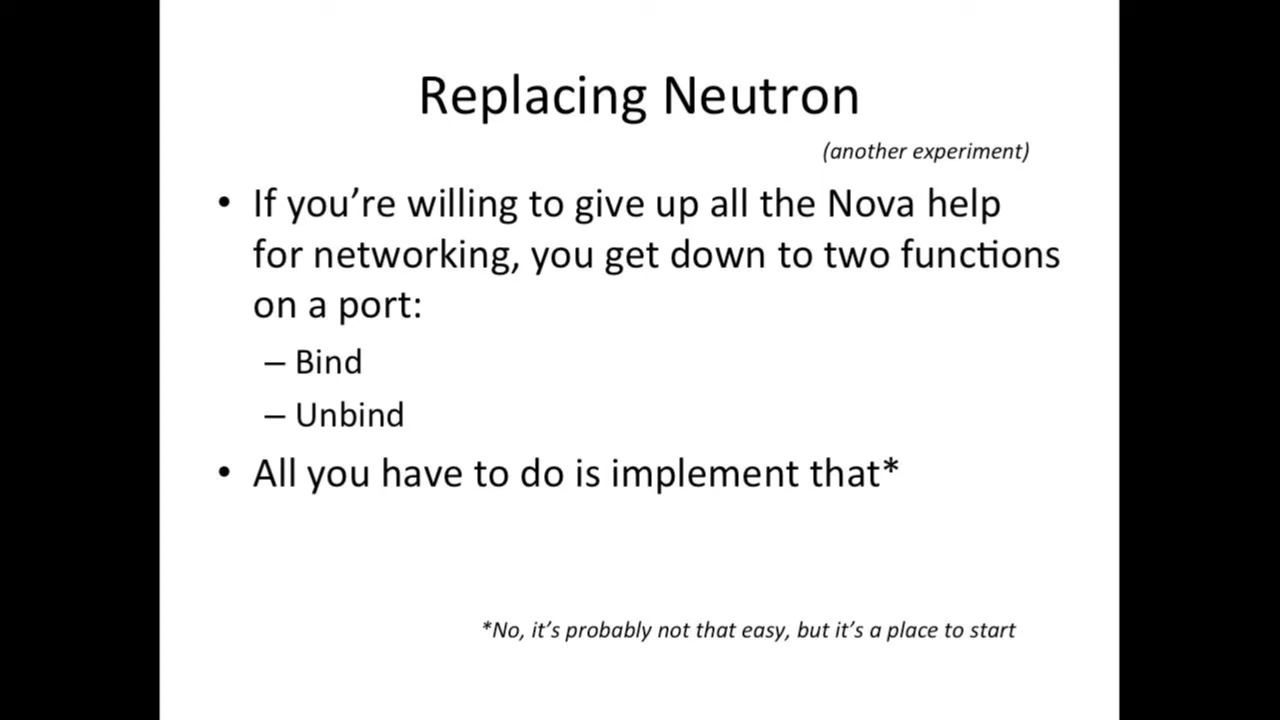 Replacing Neutron
(another experiment)
• If you’re willing to give up all the Nova help
for networking, you get down to two functions
on a port:
– Bind
– Unbind
• All you have to do is implement that*
*No, it’s probably not that easy, but it’s a place to start